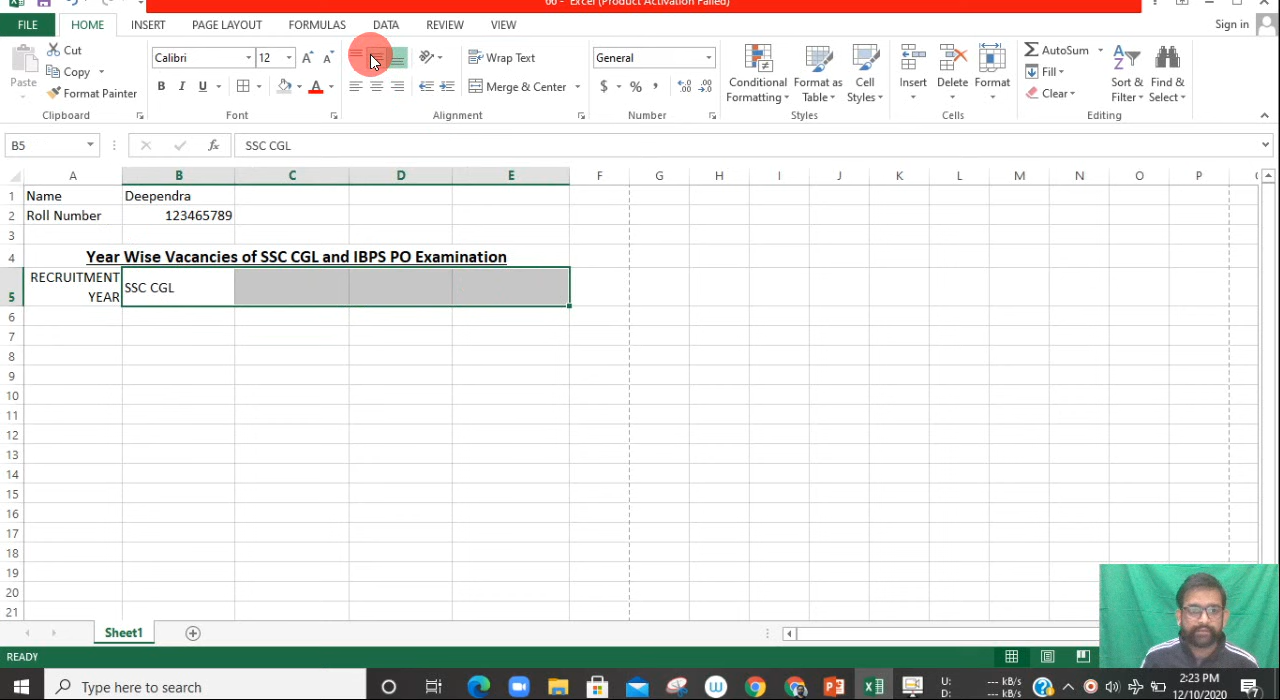 66 - Excel (Product Activation Failed)
FILE HOME INSERT PAGE LAYOUT FORMULAS DATA REVIEW VIEW Sign in
Paste Cut Copy Format Painter Clipboard
Calibri 12 B I U A Font
Wrap Text Merge & Center Alignment
General $ % , Number
Conditional Formatting Format as Table Cell Styles Styles
Insert Delete Format Cells
AutoSum Fill Clear Sort & Filter Find & Select Editing
B5 fx SSC CGL
A B C D E F G H I J K L M N O P
1 Name Deependra
2 Roll Number 123465789
3
4 Year Wise Vacancies of SSC CGL and IBPS PO Examination
RECRUITMENT
5 YEAR SSC CGL
6
7
8
9
10
11
12
13
14
15
16
17
18
19
20
21
Sheet1
READY
Type here to search
U: -- kB/s
D: -- kB/s
2:23 PM
12/10/2020
7